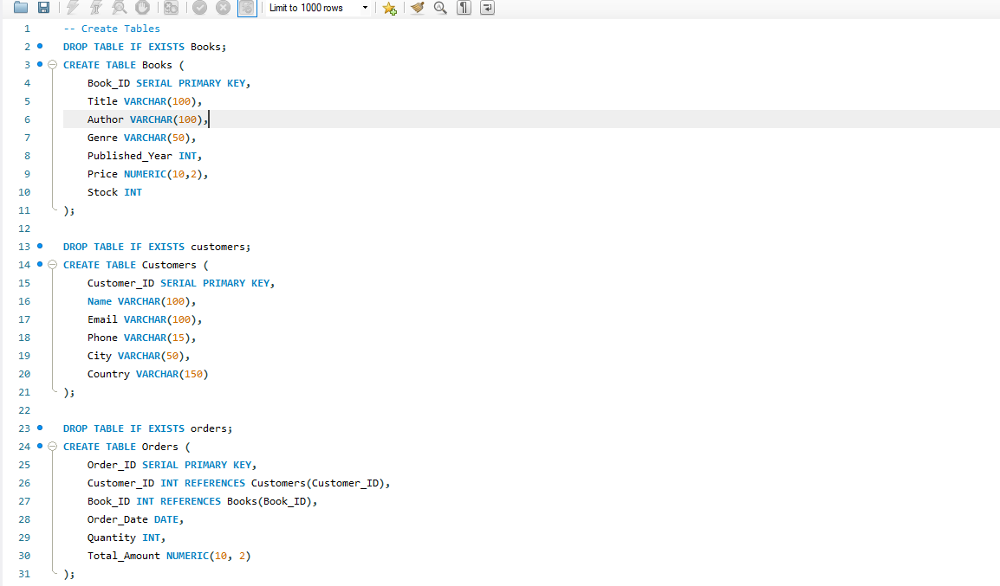 Limit to 1000 rows
1 -- Create Tables
2 DROP TABLE IF EXISTS Books;
3 CREATE TABLE Books (
4 Book_ID SERIAL PRIMARY KEY,
5 Title VARCHAR(100),
6 Author VARCHAR(100),
7 Genre VARCHAR(50),
8 Published_Year INT,
9 Price NUMERIC(10,2),
10 Stock INT
11 );
12
13 DROP TABLE IF EXISTS customers;
14 CREATE TABLE Customers (
15 Customer_ID SERIAL PRIMARY KEY,
16 Name VARCHAR(100),
17 Email VARCHAR(100),
18 Phone VARCHAR(15),
19 City VARCHAR(50),
20 Country VARCHAR(150)
21 );
22
23 DROP TABLE IF EXISTS orders;
24 CREATE TABLE Orders (
25 Order_ID SERIAL PRIMARY KEY,
26 Customer_ID INT REFERENCES Customers(Customer_ID),
27 Book_ID INT REFERENCES Books(Book_ID),
28 Order_Date DATE,
29 Quantity INT,
30 Total_Amount NUMERIC(10, 2)
31 );